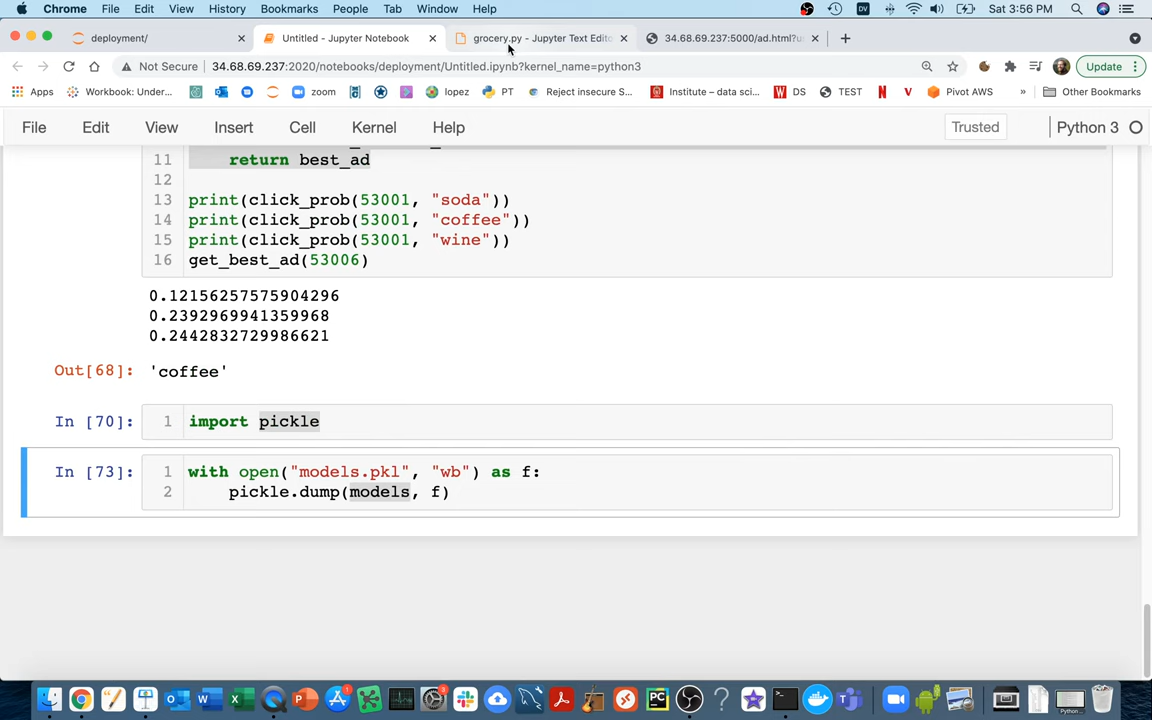 Chrome File Edit View History Bookmarks People Tab Window Help DV Sat 3:56 PM
deployment/ Untitled - Jupyter Notebook grocery.py - Jupyter Text Edito 34.68.69.237:5000/ad.html?u
Not Secure 34.68.69.237:2020/notebooks/deployment/Untitled.ipynb?kernel_name=python3 Update
Apps Workbook: Under... zoom lopez PT Reject insecure S... Institute – data sci... DS TEST Pivot AWS » Other Bookmarks
File Edit View Insert Cell Kernel Help Trusted Python 3
11 return best_ad
12
13 print(click_prob(53001, "soda"))
14 print(click_prob(53001, "coffee"))
15 print(click_prob(53001, "wine"))
16 get_best_ad(53006)
0.12156257575904296
0.2392969941359968
0.2442832729986621
Out[68]: 'coffee'
In [70]: 1 import pickle
In [73]: 1 with open("models.pkl", "wb") as f:
2 pickle.dump(models, f)